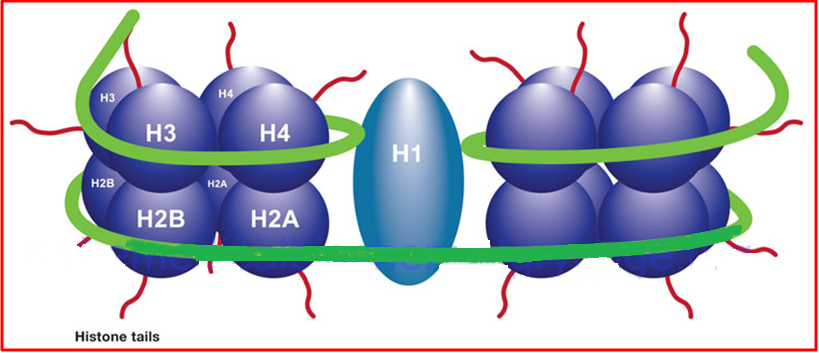 H3
H4
H3
H4
H1
H2B
H2A
H2B
H2A
Histone tails